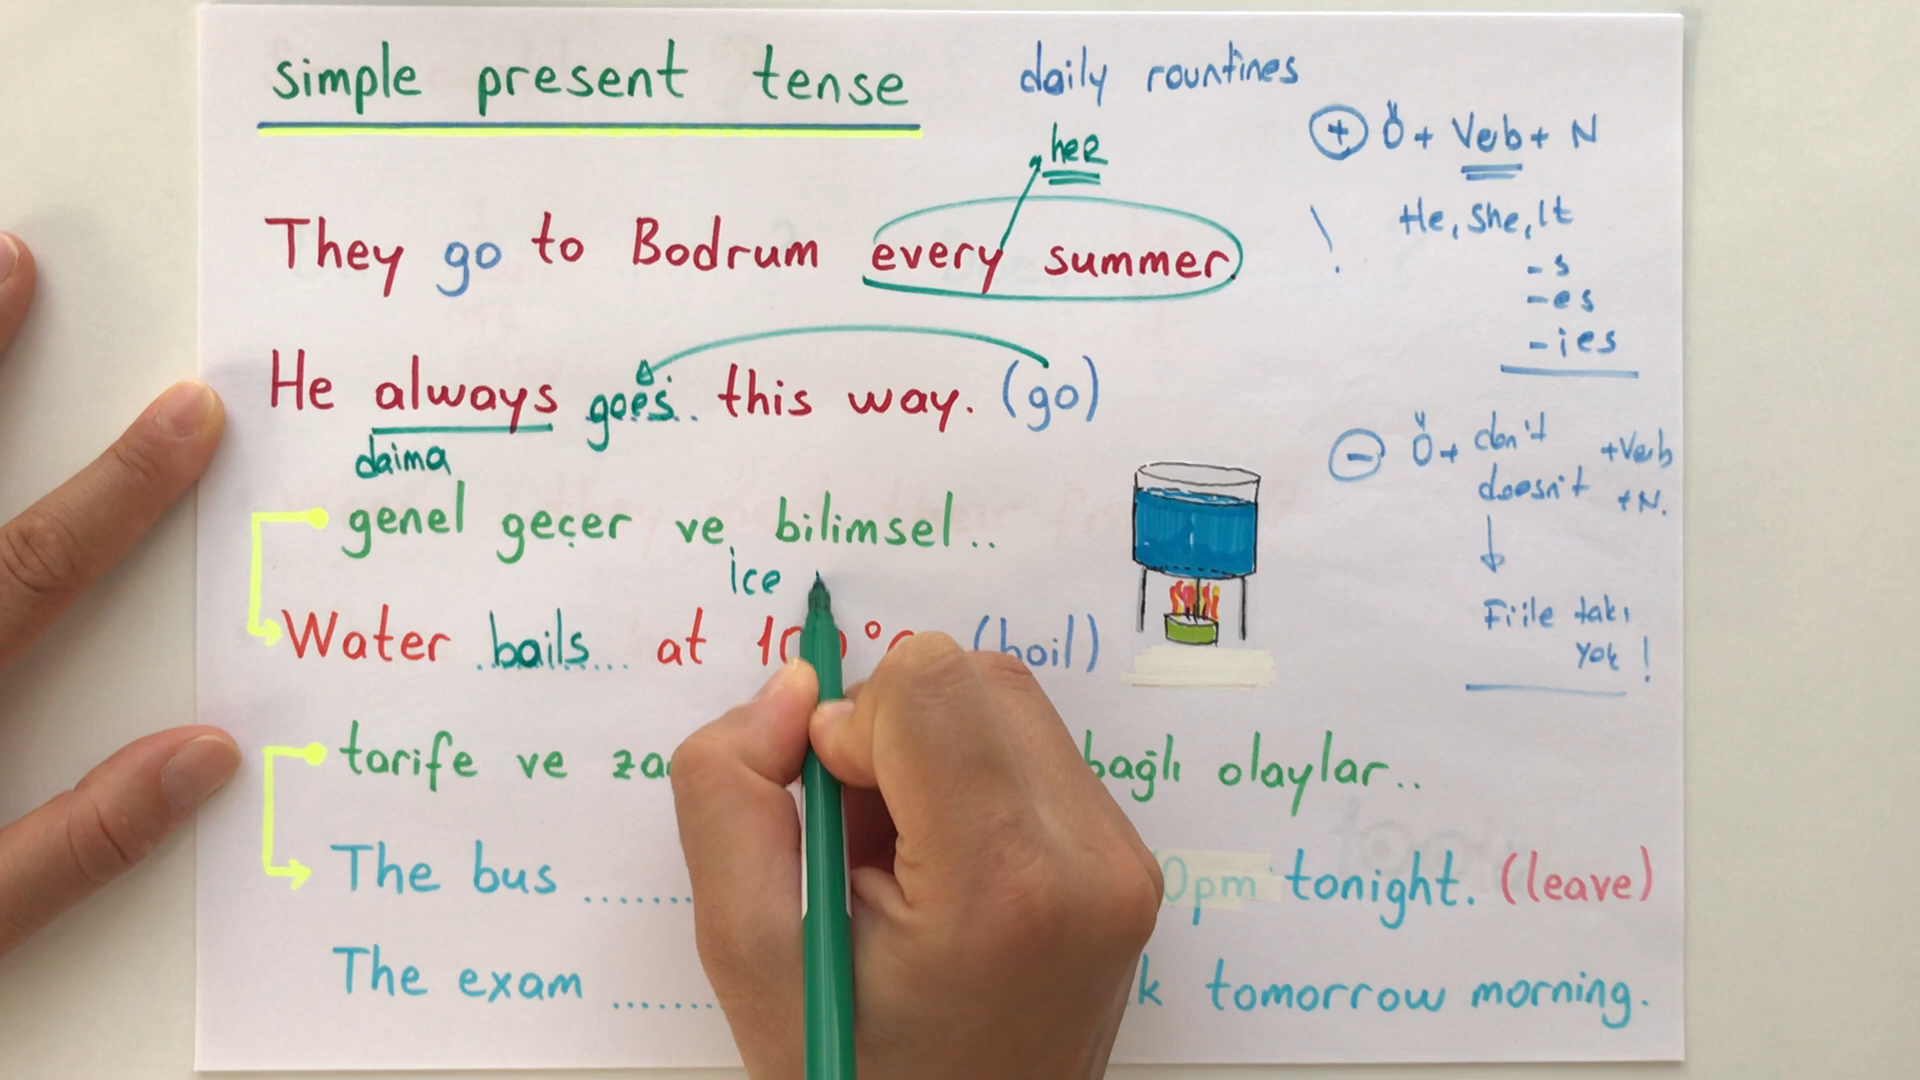 simple present tense
daily rountines
her
They go to Bodrum every summer.
He always goes this way. (go)
daima
genel geçer ve bilimsel..
ice
Water bails at °C (boil)
tarife ve bağlı olaylar..
The bus tonight. (leave)
The exam tomorrow morning.
+ Ö + Verb + N
! He, She, It
-s
-es
-ies
- Ö + don't +Verb
doesn't +N.
Fiile takı
yok !